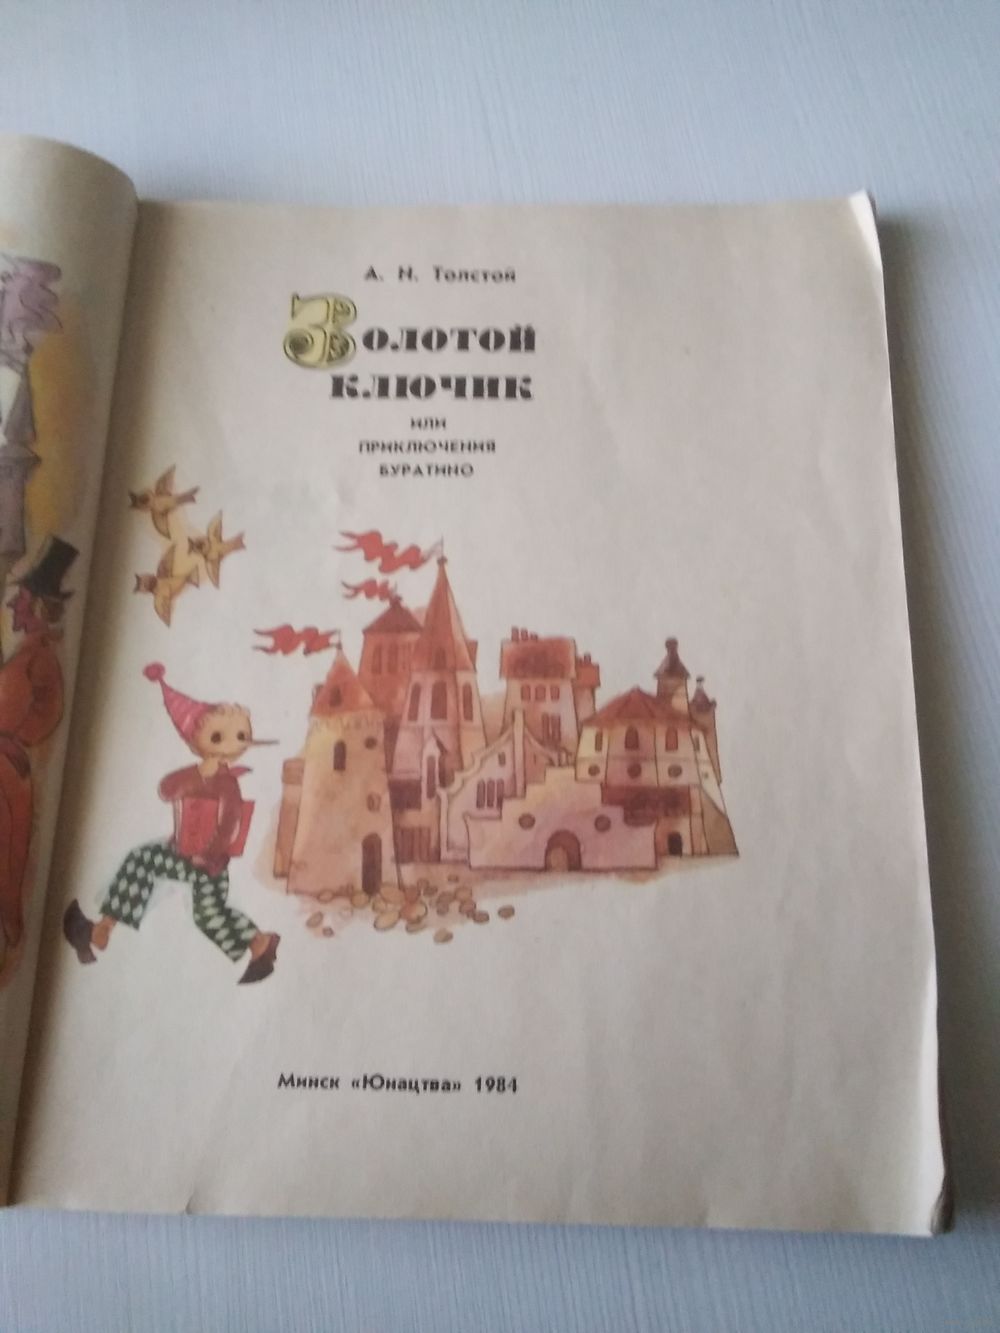 А. Н. Толстой
Золотой
ключик
или
приключения
Буратино
Минск «Юнацтва» 1984